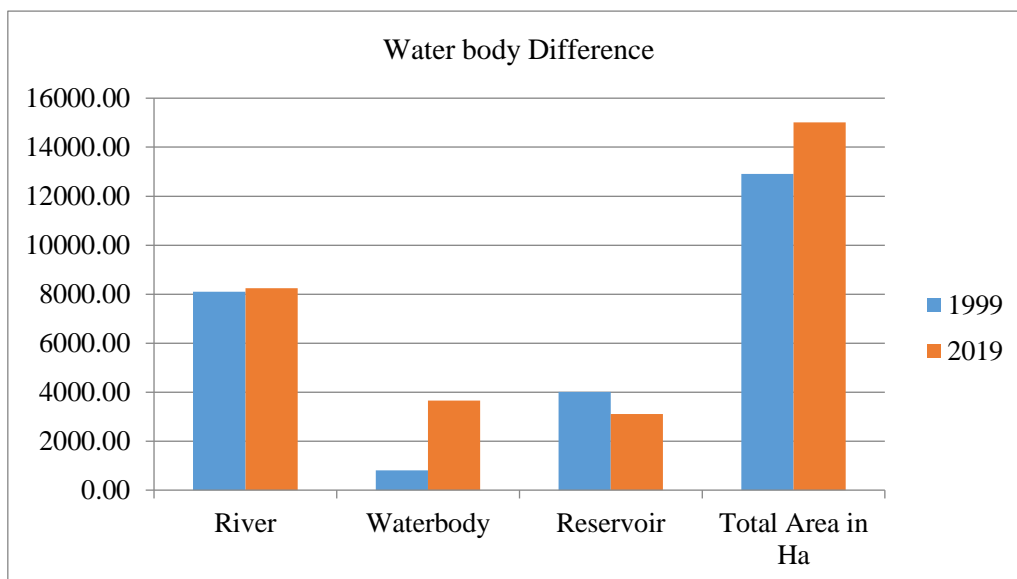 Water body Difference
16000.00
14000.00
12000.00
10000.00
8000.00
6000.00
4000.00
2000.00
0.00
River
Waterbody
Reservoir
Total Area in
Ha
1999
2019